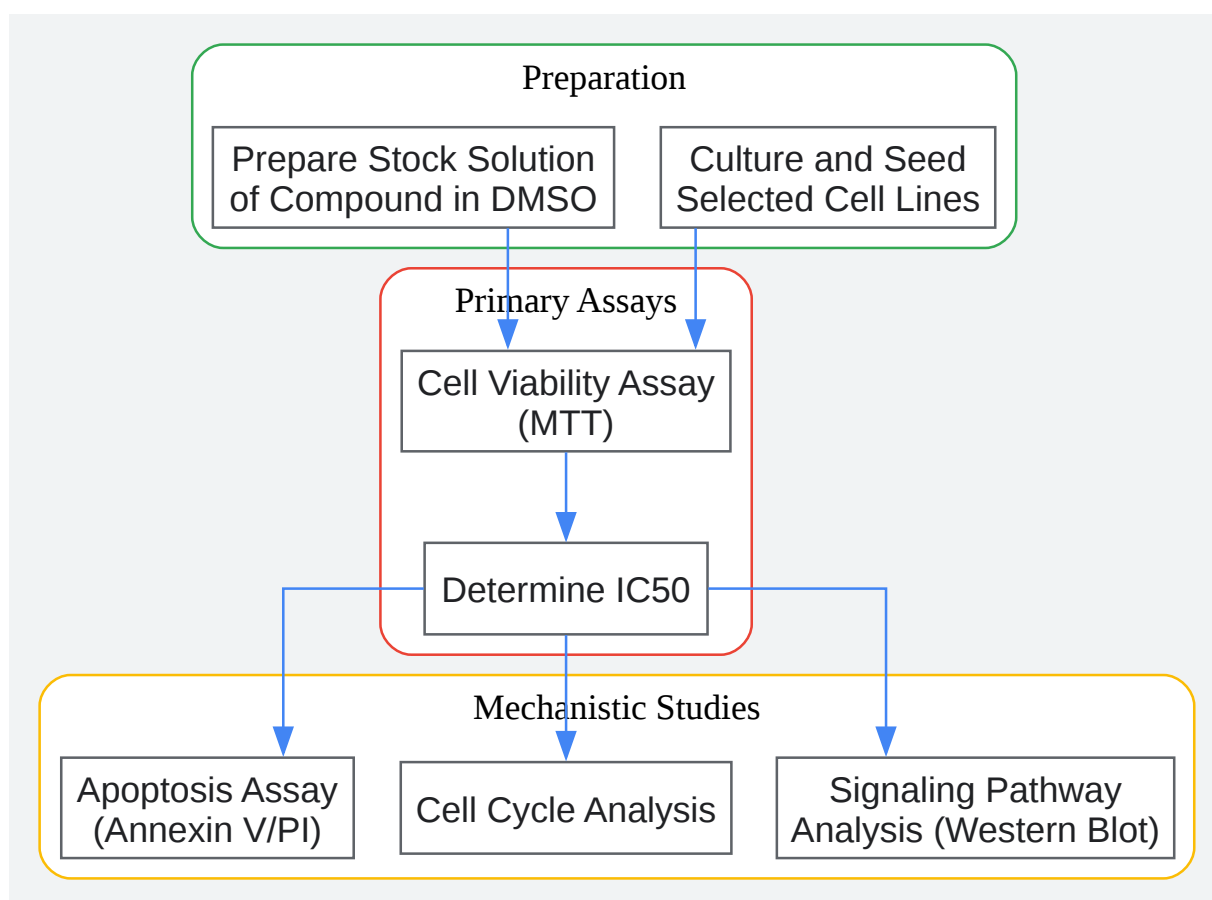 Preparation
Prepare Stock Solution
of Compound in DMSO
Culture and Seed
Selected Cell Lines
Primary Assays
Cell Viability Assay
(MTT)
Determine IC50
Mechanistic Studies
Apoptosis Assay
(Annexin V/PI)
Cell Cycle Analysis
Signaling Pathway
Analysis (Western Blot)